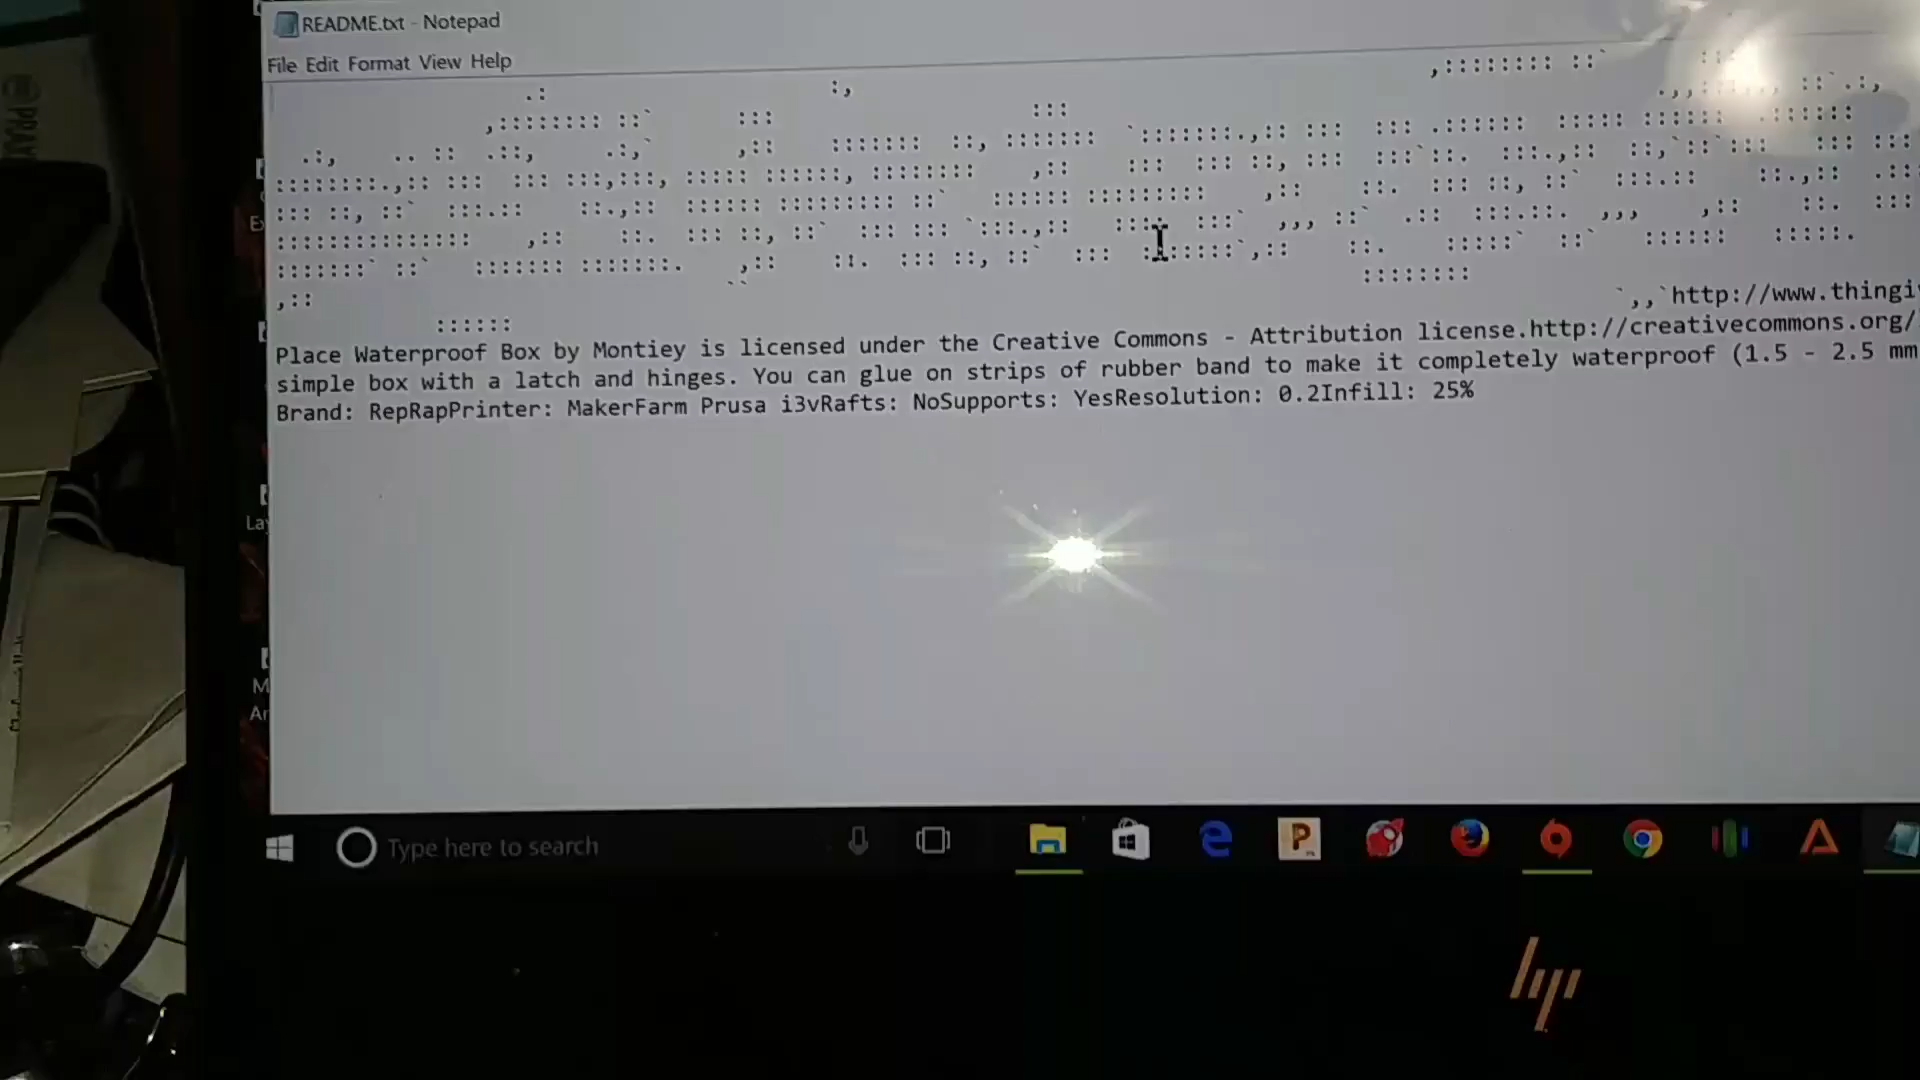 README.txt - Notepad
File Edit Format View Help
`,,`http://www.thingi
Place Waterproof Box by Montiey is licensed under the Creative Commons - Attribution license.http://creativecommons.org/
simple box with a latch and hinges. You can glue on strips of rubber band to make it completely waterproof (1.5 - 2.5 mm
Brand: RepRapPrinter: MakerFarm Prusa i3vRafts: NoSupports: YesResolution: 0.2Infill: 25%
Type here to search
hp